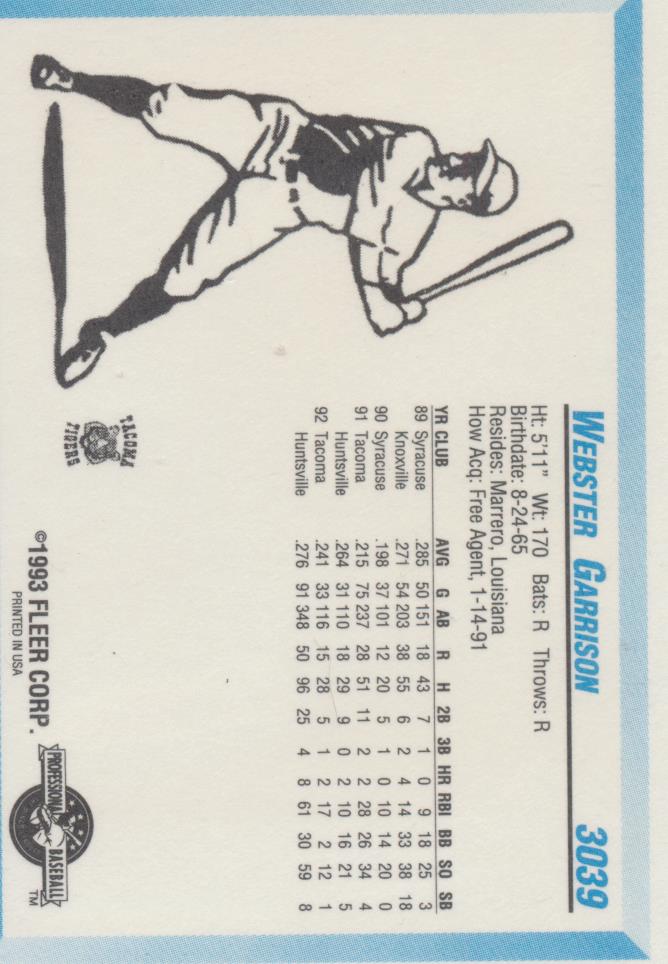 WEBSTER GARRISON 3039
Ht: 5'11" Wt: 170 Bats: R Throws: R
Birthdate: 8-24-65
Resides: Marrero, Louisiana
How Acq: Free Agent, 1-14-91
YR CLUB AVG G AB R H 2B 3B HR RBI BB SO SB
89 Syracuse .285 50 151 18 43 7 1 0 9 18 25 3
Knoxville .271 54 203 38 55 6 2 4 14 33 38 18
90 Syracuse .198 37 101 12 20 5 1 0 10 14 20 0
91 Tacoma .215 75 237 28 51 11 2 2 28 26 34 4
Huntsville .264 31 110 18 29 9 0 2 10 16 21 5
92 Tacoma .241 33 116 15 28 5 1 2 17 2 12 1
Huntsville .276 91 348 50 96 25 4 8 61 30 59 8
TACOMA
TIGERS
©1993 FLEER CORP.
PRINTED IN USA
PROFESSIONAL
BASEBALL
TM